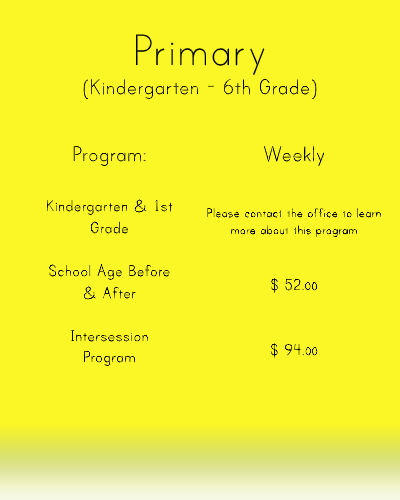 Primary
(Kindergarten - 6th Grade)
Program:
Weekly
Kindergarten & 1st
Grade
Please contact the office to learn
more about this program
School Age Before
& After
$ 52.00
Intersession
Program
$ 94.00